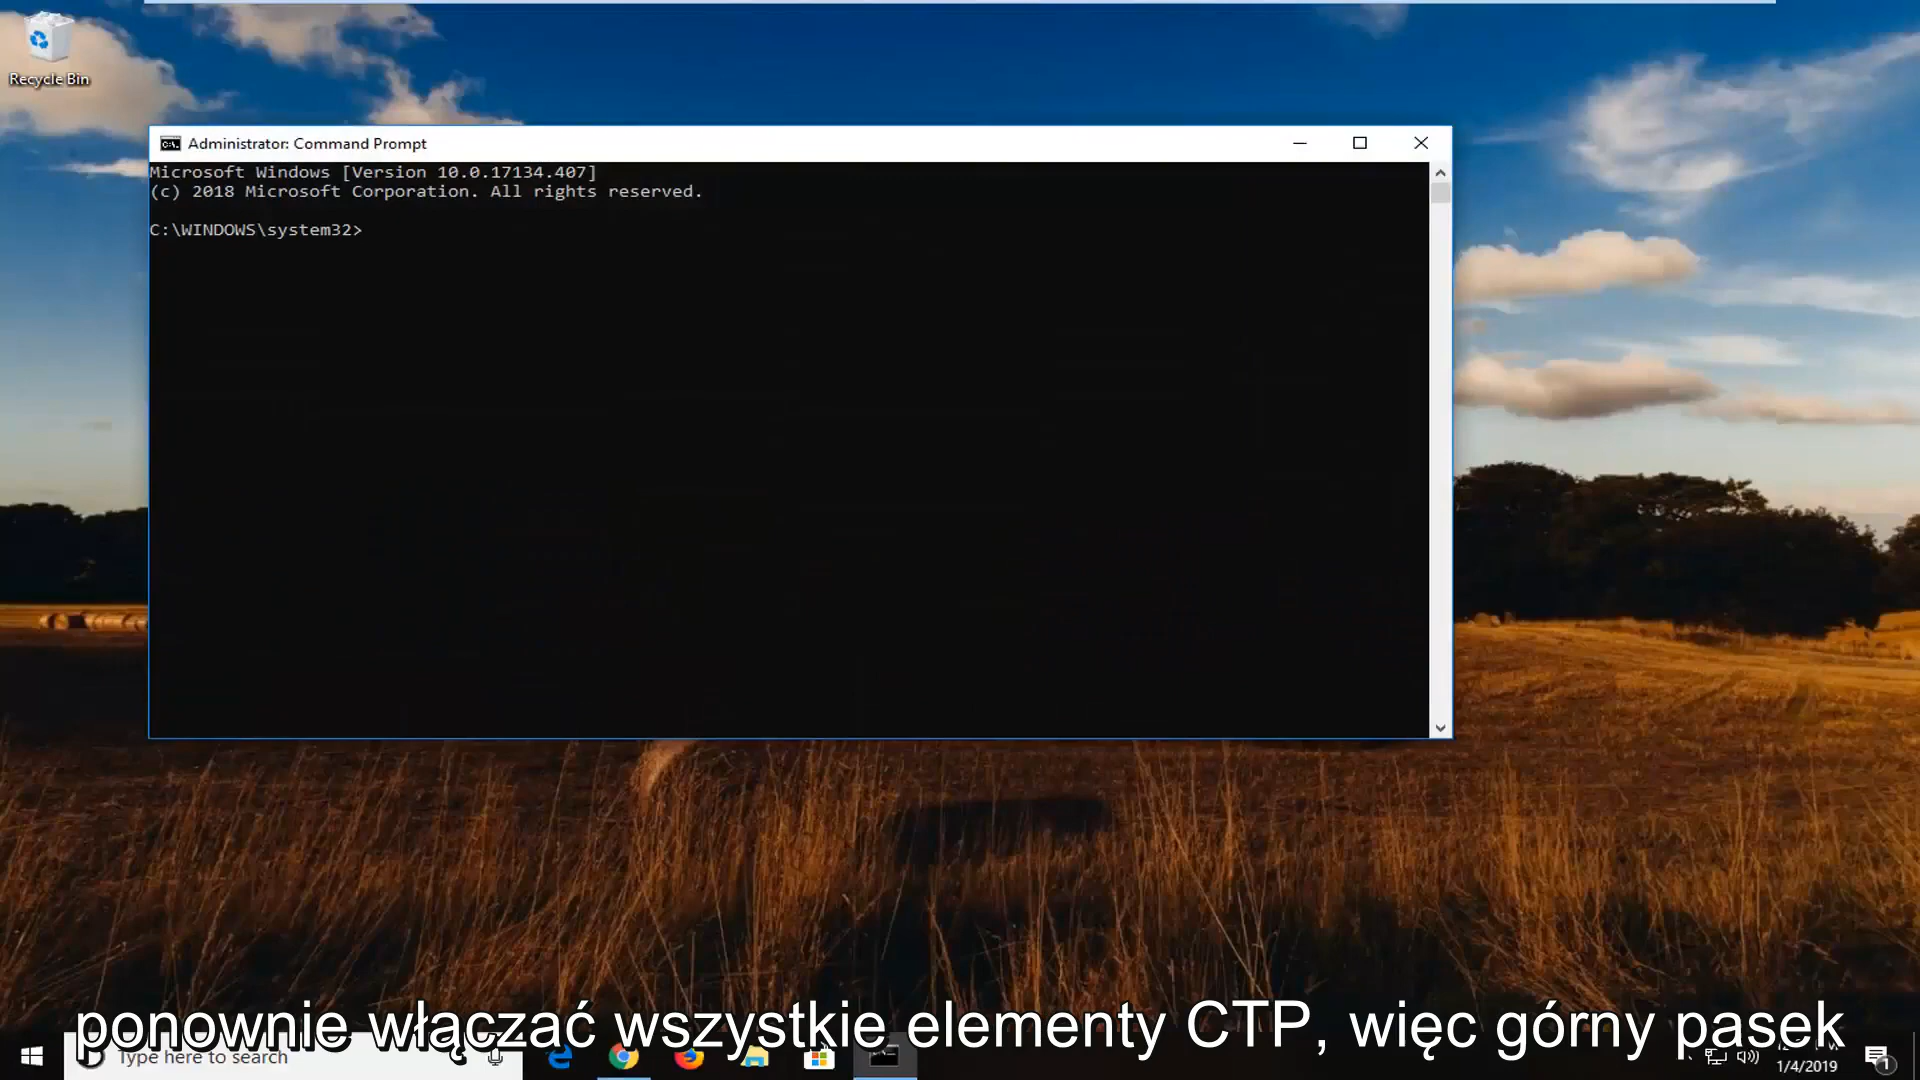 Recycle Bin
Administrator: Command Prompt
Microsoft Windows [Version 10.0.17134.407]
(c) 2018 Microsoft Corporation. All rights reserved.
C:\WINDOWS\system32>
ponownie włączać wszystkie elementy CTP, więc górny pasek
Type here to search
1/4/2019
1